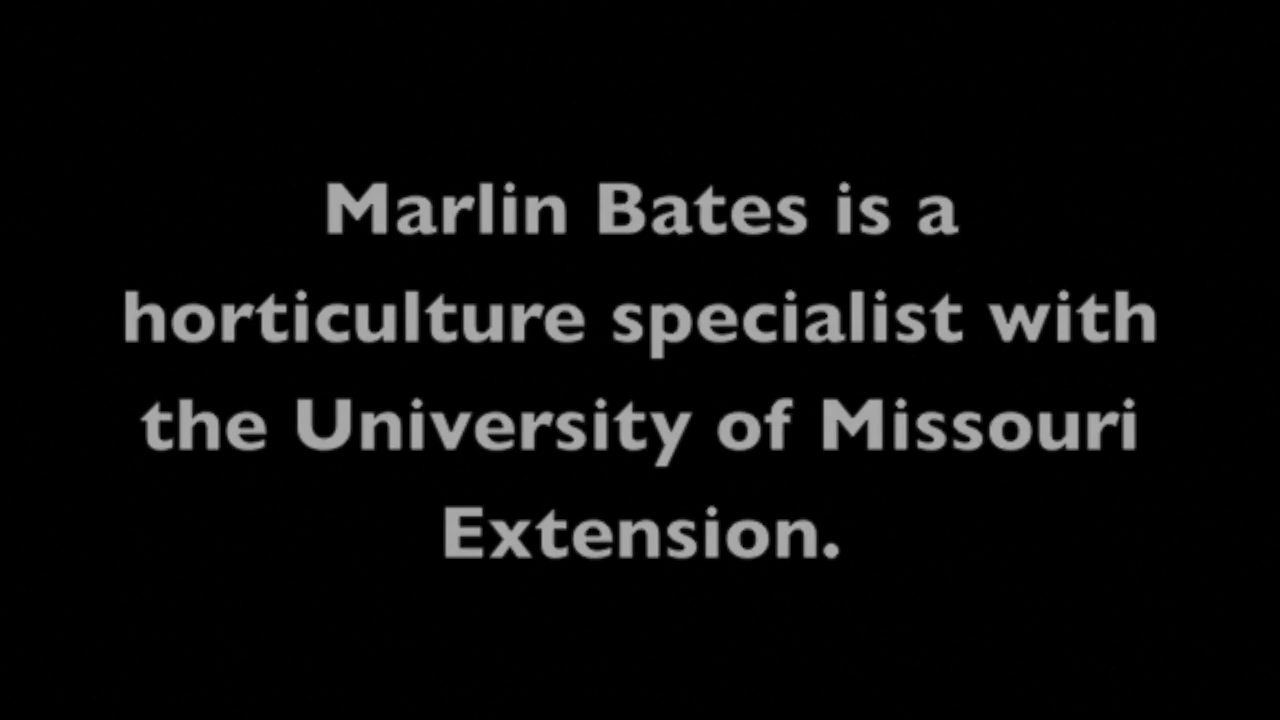 Marlin Bates is a
horticulture specialist with
the University of Missouri
Extension.